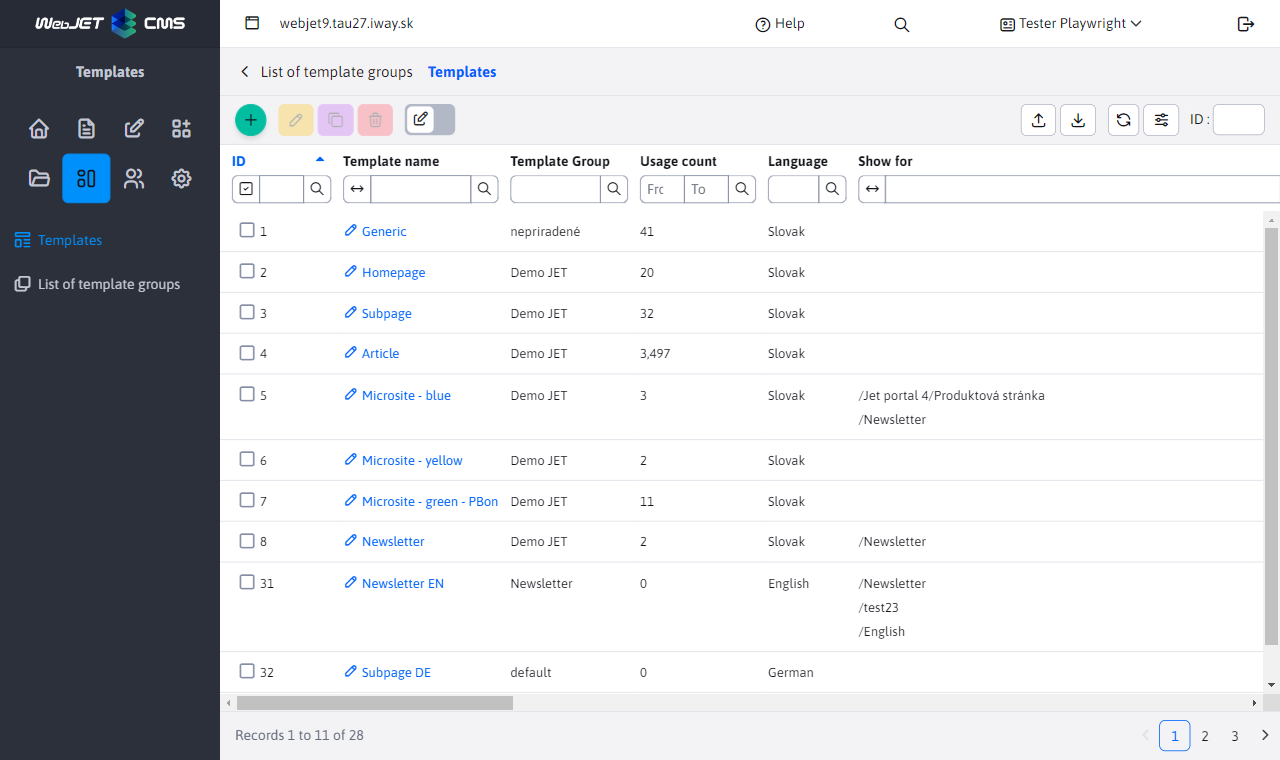 WebJET CMS
webjet9.tau27.iway.sk
Help
Tester Playwright
Templates
List of template groups
Templates
ID :
Templates
List of template groups
ID Template name Template Group Usage count Language Show for
Frc To
1 Generic nepriradené 41 Slovak
2 Homepage Demo JET 20 Slovak
3 Subpage Demo JET 32 Slovak
4 Article Demo JET 3,497 Slovak
5 Microsite - blue Demo JET 3 Slovak /Jet portal 4/Produktová stránka
/Newsletter
6 Microsite - yellow Demo JET 2 Slovak
7 Microsite - green - PBon Demo JET 11 Slovak
8 Newsletter Demo JET 2 Slovak /Newsletter
31 Newsletter EN Newsletter 0 English /Newsletter
/test23
/English
32 Subpage DE default 0 German
Records 1 to 11 of 28
1 2 3